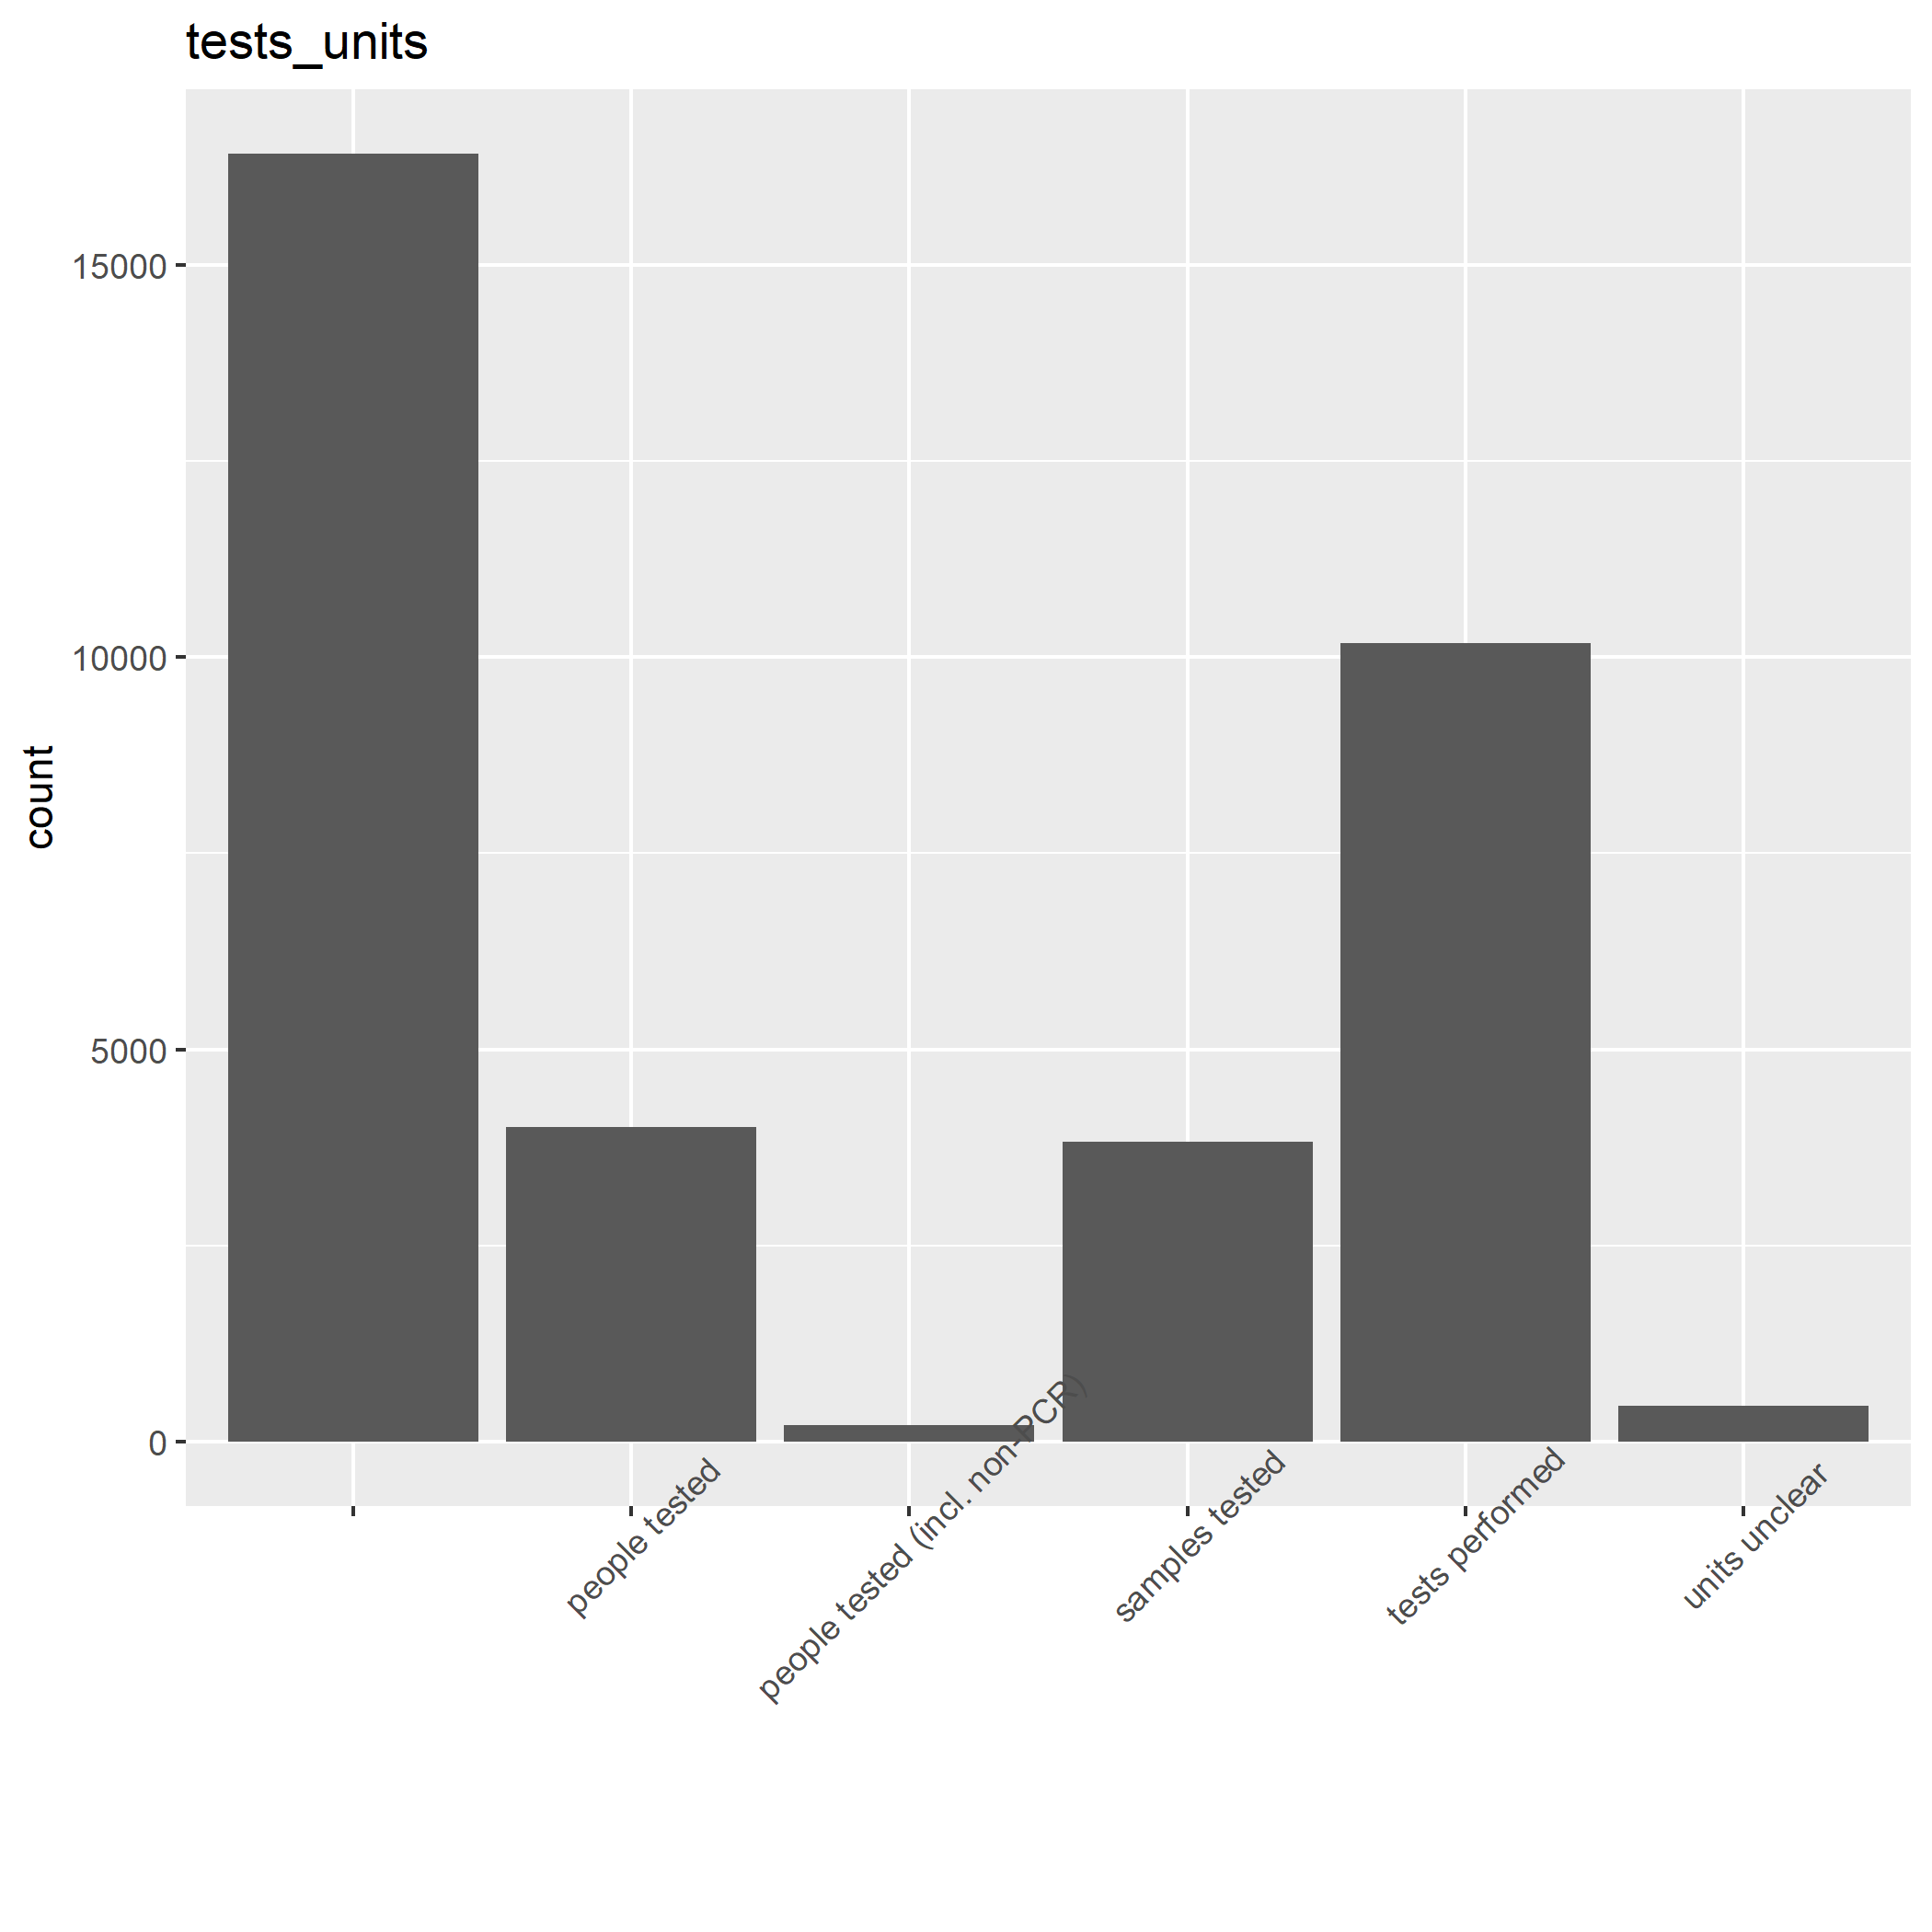 tests_units
count
15000
10000
5000
0
people tested
people tested (incl. non-PCR)
samples tested
tests performed
units unclear